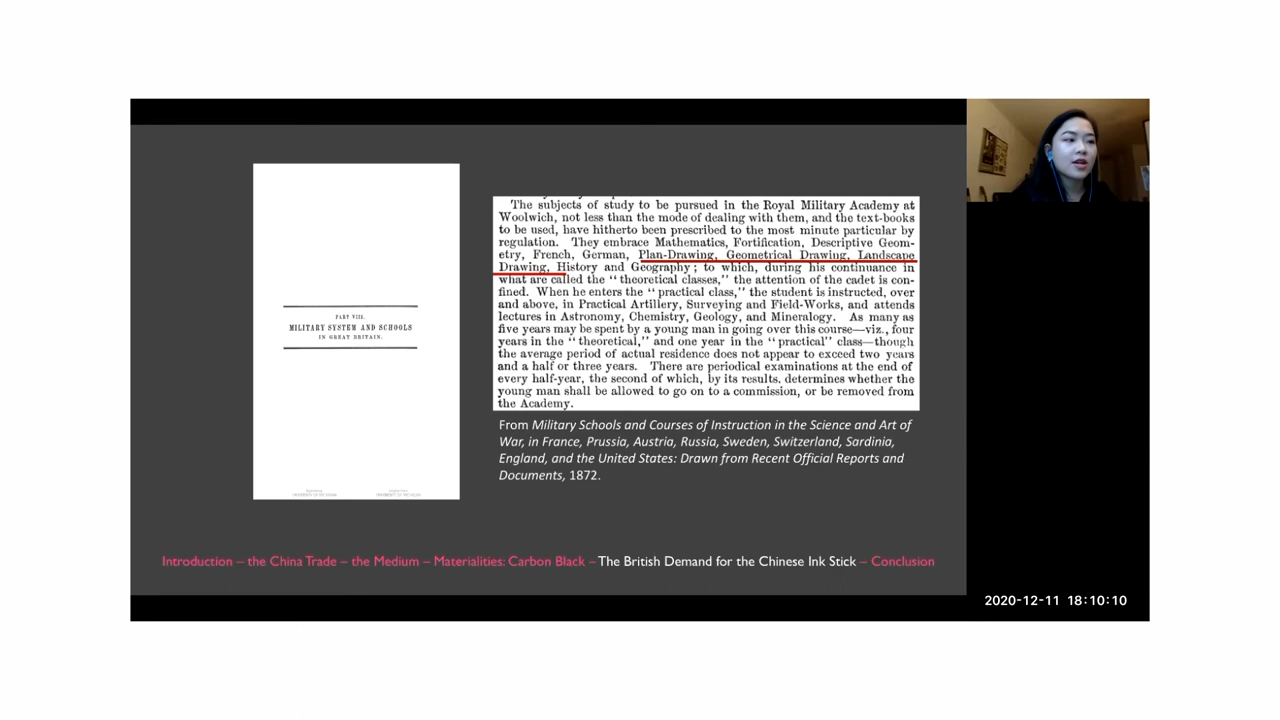 PART VIII.
MILITARY SYSTEM AND SCHOOLS
IN GREAT BRITAIN.
The subjects of study to be pursued in the Royal Military Academy at
Woolwich, not less than the mode of dealing with them, and the text-books
to be used, have hitherto been prescribed to the most minute particular by
regulation. They embrace Mathematics, Fortification, Descriptive Geom-
etry, French, German, Plan-Drawing, Geometrical Drawing, Landscape
Drawing, History and Geography; to which, during his continuance in
what are called the "theoretical classes," the attention of the cadet is con-
fined. When he enters the "practical class," the student is instructed, over
and above, in Practical Artillery, Surveying and Field-Works, and attends
lectures in Astronomy, Chemistry, Geology, and Mineralogy. As many as
five years may be spent by a young man in going over this course—viz., four
years in the "theoretical," and one year in the "practical" class—though
the average period of actual residence does not appear to exceed two years
and a half or three years. There are periodical examinations at the end of
every half-year, the second of which, by its results, determines whether the
young man shall be allowed to go on to a commission, or be removed from
the Academy.
From Military Schools and Courses of Instruction in the Science and Art of
War, in France, Prussia, Austria, Russia, Sweden, Switzerland, Sardinia,
England, and the United States: Drawn from Recent Official Reports and
Documents, 1872.
Introduction – the China Trade – the Medium – Materialities: Carbon Black – The British Demand for the Chinese Ink Stick – Conclusion
2020-12-11 18:10:10